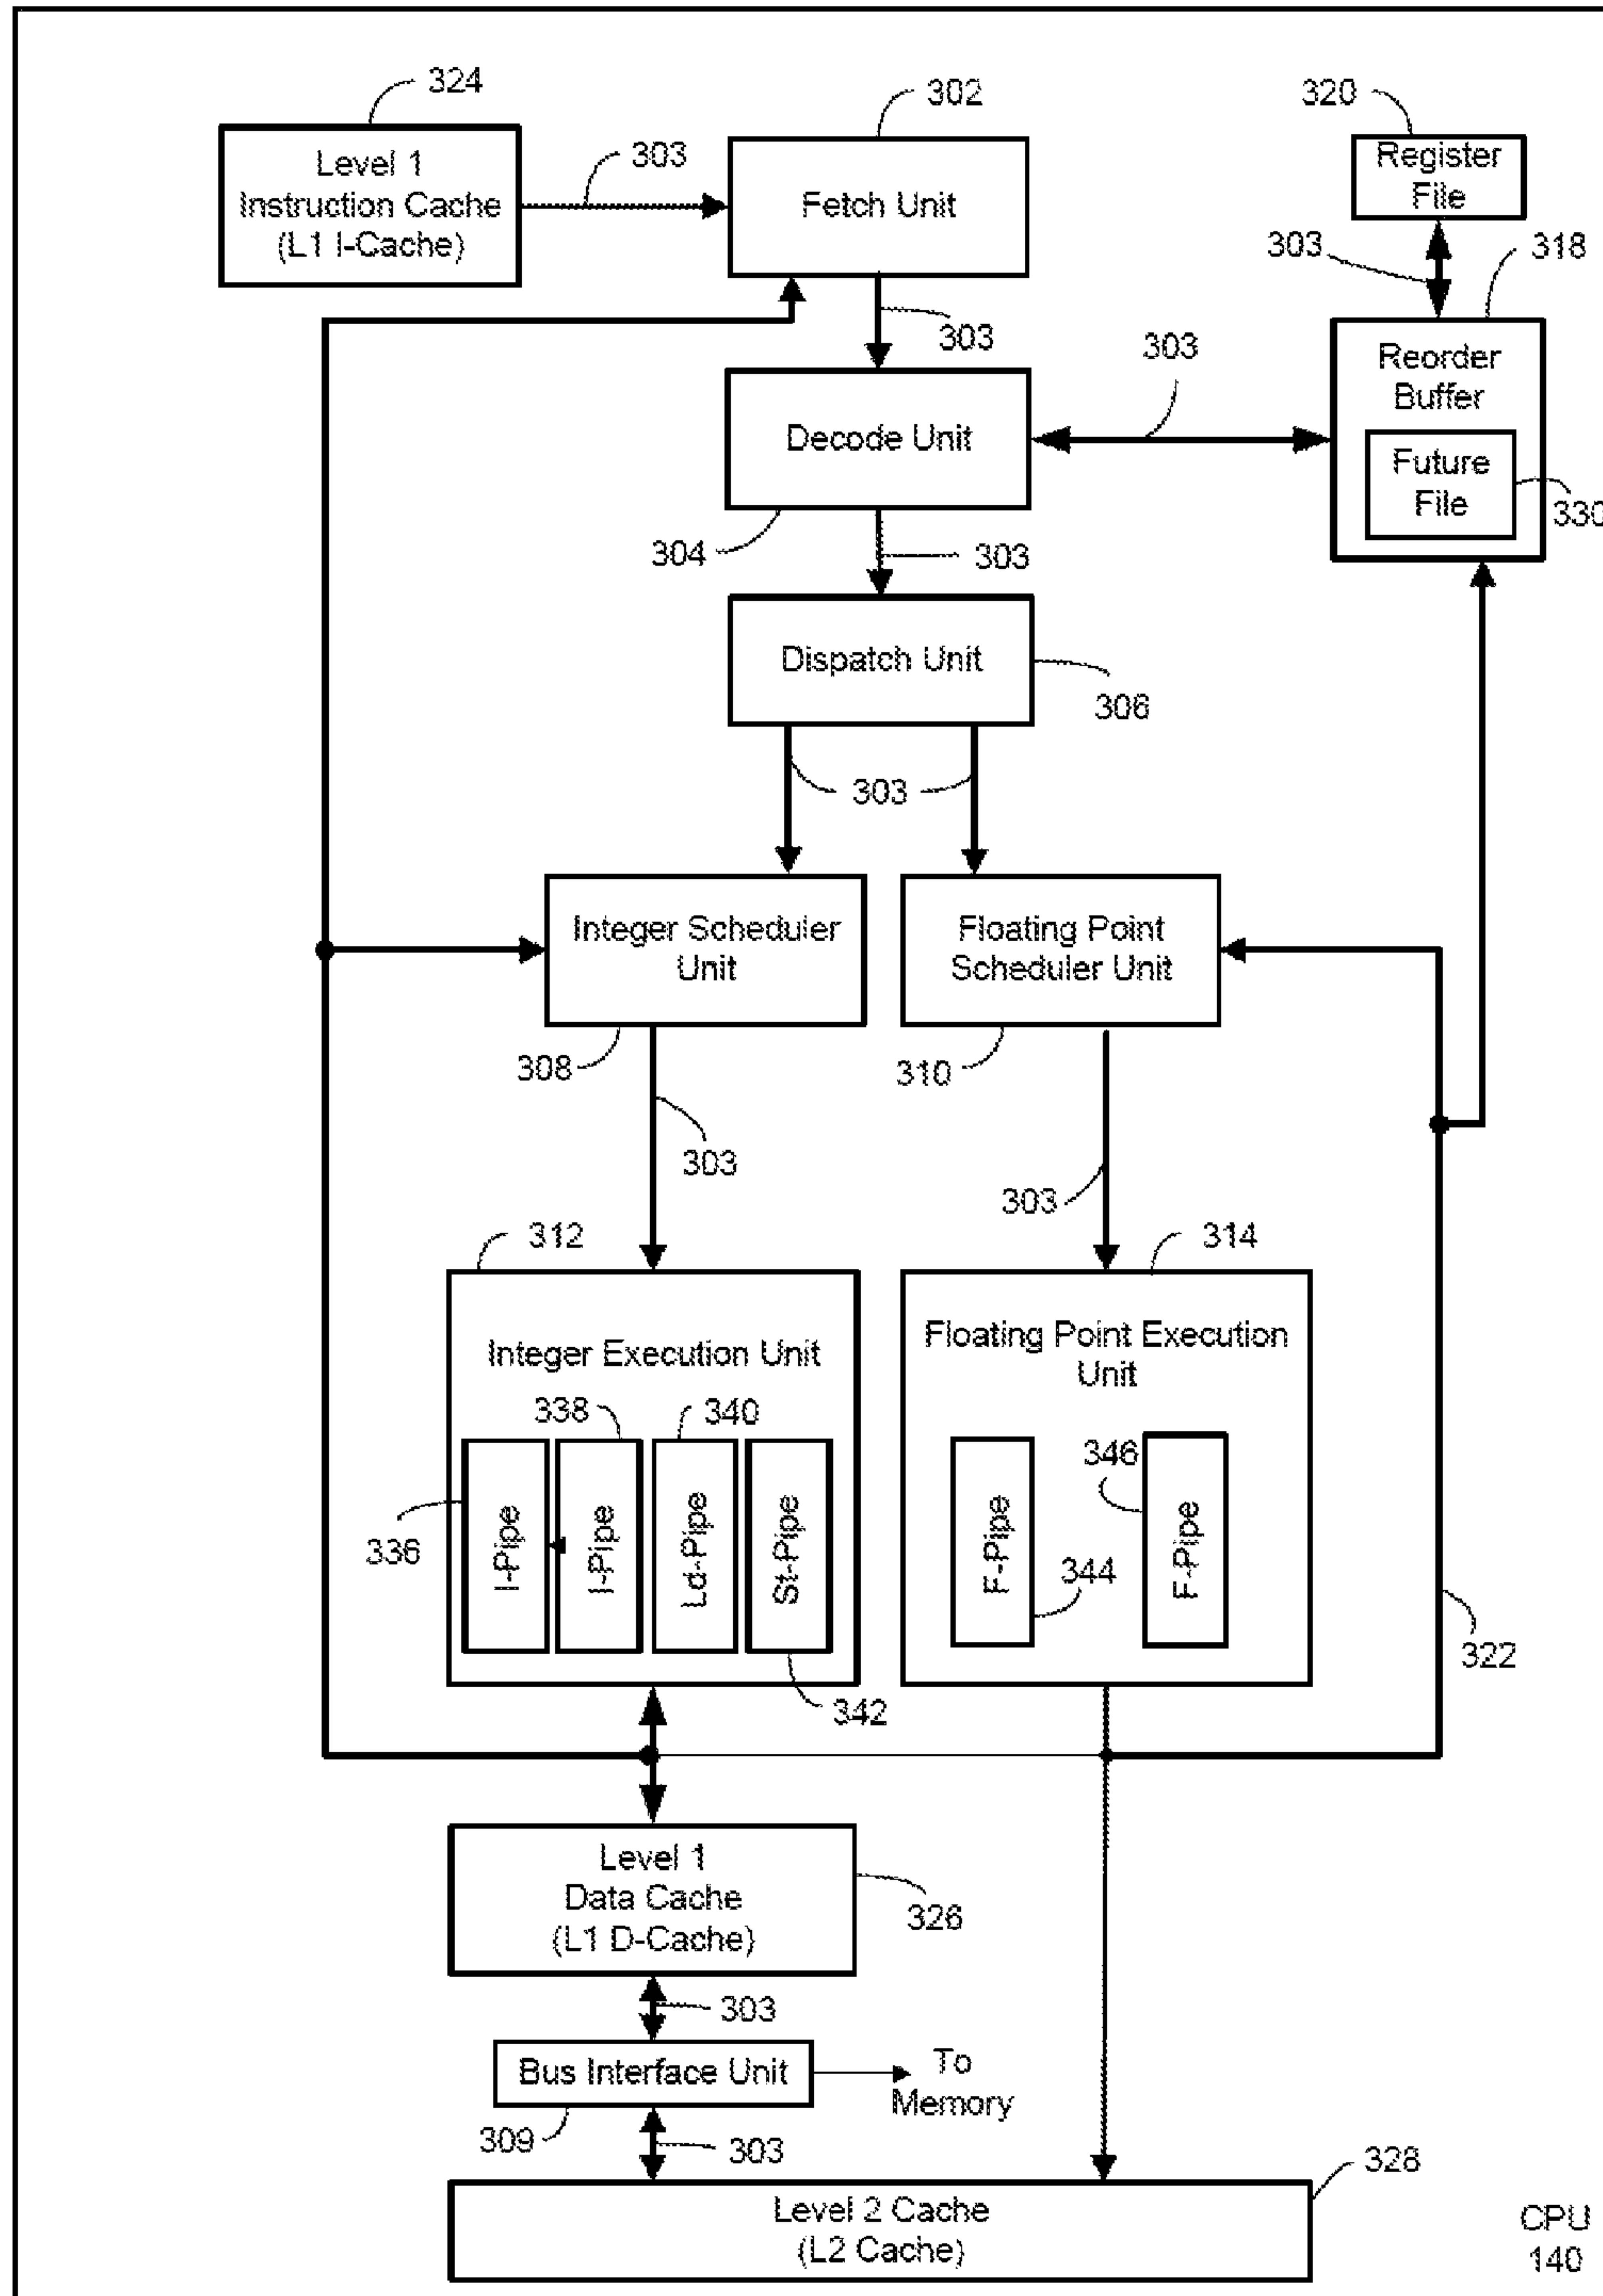 324
302
320
Level 1
Instruction Cache
(L1 I-Cache)
303
Fetch Unit
Register
File
303
318
303
303
Reorder
Buffer
Decode Unit
Future
File
330
304
303
Dispatch Unit
306
303
Integer Scheduler
Unit
Floating Point
Scheduler Unit
308
310
303
303
312
314
Integer Execution Unit
Floating Point Execution
Unit
338
340
346
336
I-Pipe
I-Pipe
Ld-Pipe
St-Pipe
F-Pipe
344
F-Pipe
322
342
Level 1
Data Cache
(L1 D-Cache)
326
303
Bus Interface Unit
To
Memory
309
303
328
Level 2 Cache
(L2 Cache)
CPU
140